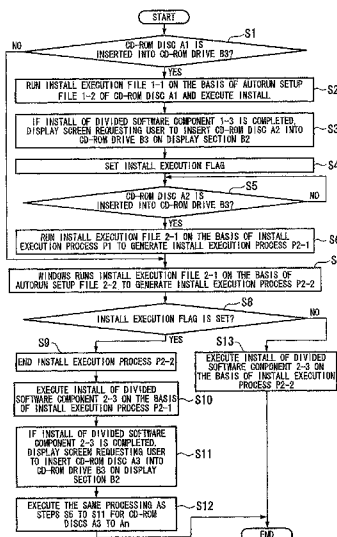 START
S1
NO
CD-ROM DISC A1 IS
INSERTED INTO CD-ROM DRIVE B3?
YES
S2
RUN INSTALL EXECUTION FILE 1-1 ON THE BASIS OF AUTORUN SETUP
FILE 1-2 OF CD-ROM DISC A1 AND EXECUTE INSTALL
S3
IF INSTALL OF DIVIDED SOFTWARE COMPONENT 1-3 IS COMPLETED,
DISPLAY SCREEN REQUESTING USER TO INSERT CD-ROM DISC A2 INTO
CD-ROM DRIVE B3 ON DISPLAY SECTION B2
S4
SET INSTALL EXECUTION FLAG
S5
CD-ROM DISC A2 IS
INSERTED INTO CD-ROM DRIVE B3?
NO
YES
S6
RUN INSTALL EXECUTION FILE 2-1 ON THE BASIS OF INSTALL
EXECUTION PROCESS P1 TO GENERATE INSTALL EXECUTION PROCESS P2-1
S
WINDOWS RUNS INSTALL EXECUTION FILE 2-1 ON THE BASIS OF
AUTORUN SETUP FILE 2-2 TO GENERATE INSTALL EXECUTION PROCESS P2-2
S8
INSTALL EXECUTION FLAG IS SET?
NO
YES
S9
END INSTALL EXECUTION PROCESS P2-2
S13
EXECUTE INSTALL OF DIVIDED
SOFTWARE COMPONENT 2-3 ON
THE BASIS OF INSTALL EXECUTION
PROCESS P2-2
EXECUTE INSTALL OF DIVIDED
SOFTWARE COMPONENT 2-3 ON THE BASIS
OF INSTALL EXECUTION PROCESS P2-1
S10
IF INSTALL OF DIVIDED SOFTWARE
COMPONENT 2-3 IS COMPLETED,
DISPLAY SCREEN REQUESTING USER
TO INSERT CD-ROM DISC A3 INTO
CD-ROM DRIVE B3 ON DISPLAY
SECTION B2
S11
EXECUTE THE SAME PROCESSING AS
STEPS S6 TO S11 FOR CD-ROM
DISCS A3 TO An
S12
END